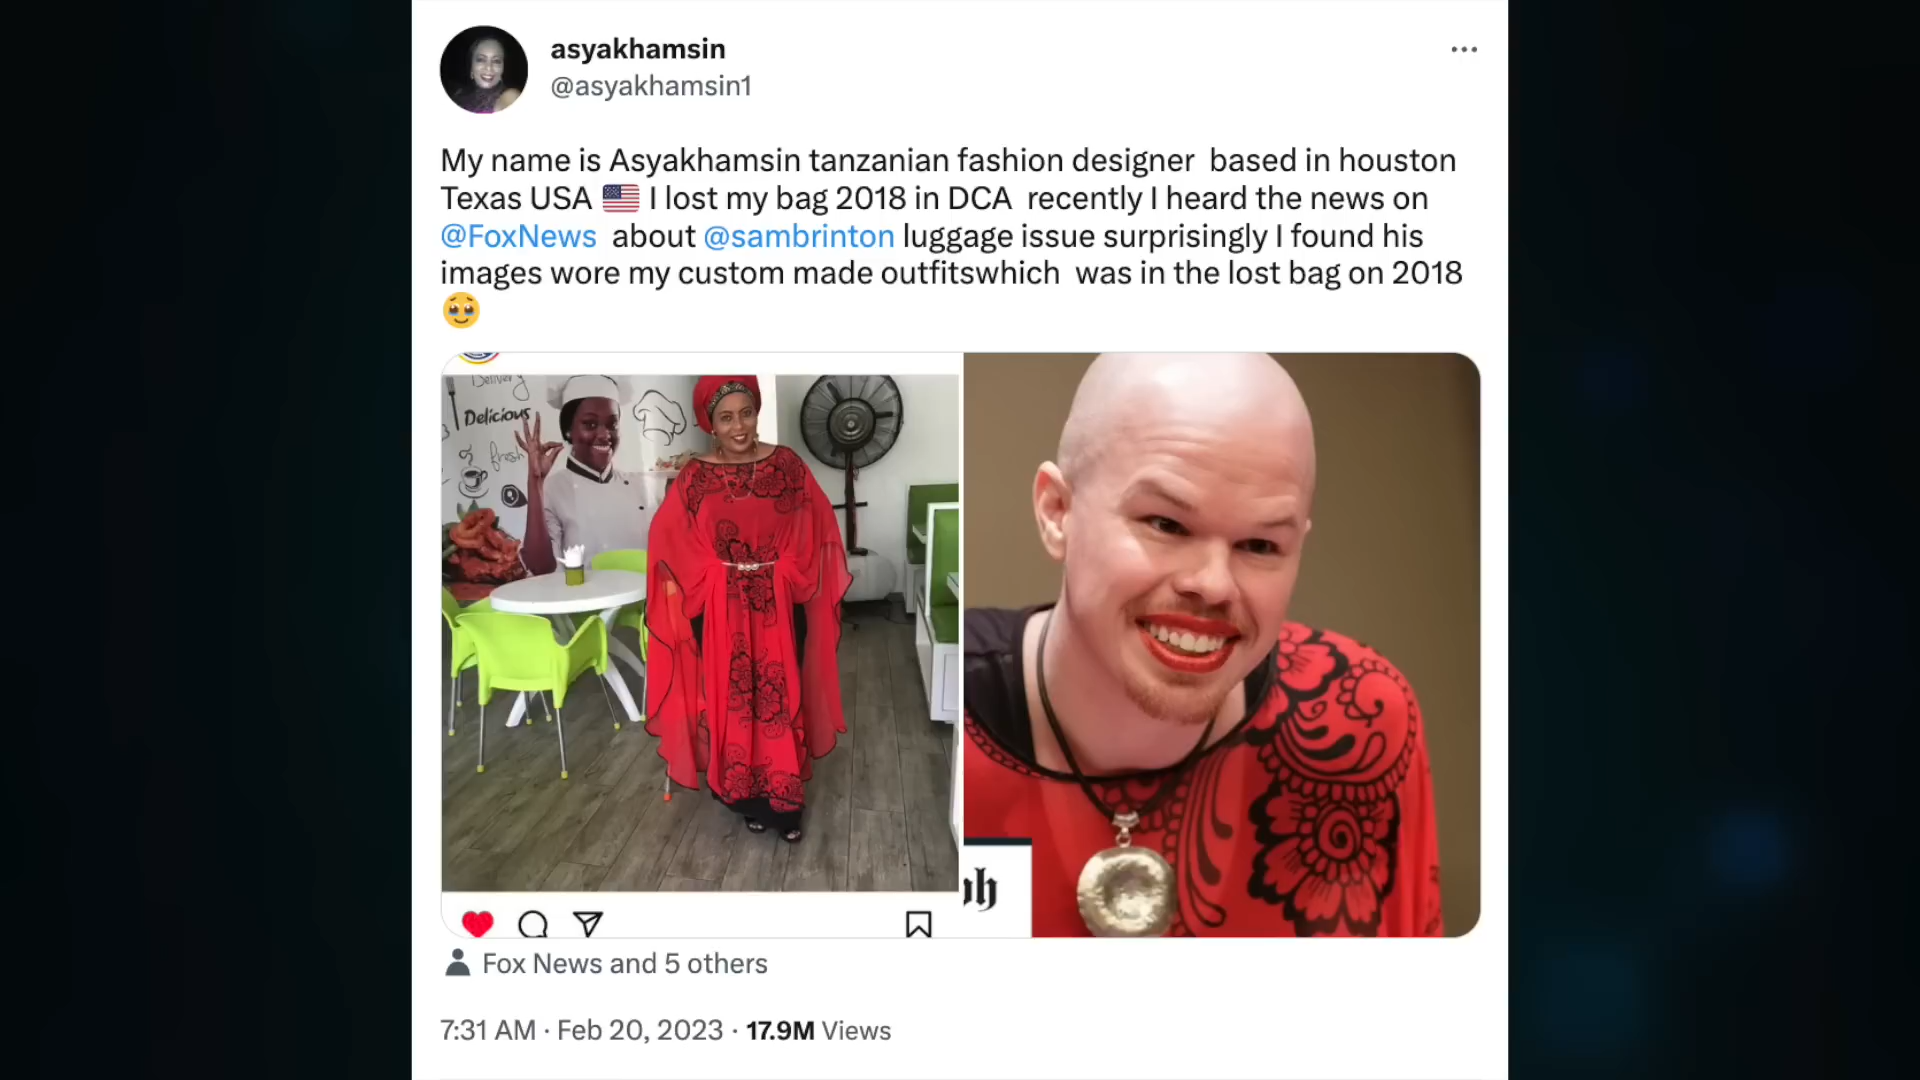 asyakhamsin
@asyakhamsin1
My name is Asyakhamsin tanzanian fashion designer based in houston
Texas USA 🇺🇸 I lost my bag 2018 in DCA recently I heard the news on
@FoxNews about @sambrinton luggage issue surprisingly I found his
images wore my custom made outfitswhich was in the lost bag on 2018
🥹
Delivery
Delicious
fresh
Fox News and 5 others
7:31 AM · Feb 20, 2023 · 17.9M Views